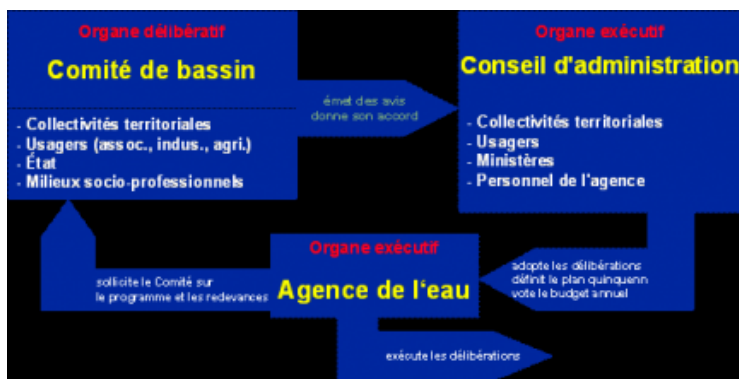 Organe délibératif
Comité de bassin
- Collectivités territoriales
- Usagers (assoc., indus., agri.)
- État
- Milieux socio-professionnels
émet des avis
donne son accord
Organe exécutif
Conseil d'administration
- Collectivités territoriales
- Usagers
- Ministères
- Personnel de l'agence
sollicite le Comité sur
le programme et les redevances
Organe exécutif
Agence de l'eau
adopte les délibérations
définit le plan quinquenn
vote le budget annuel
exécute les délibérations